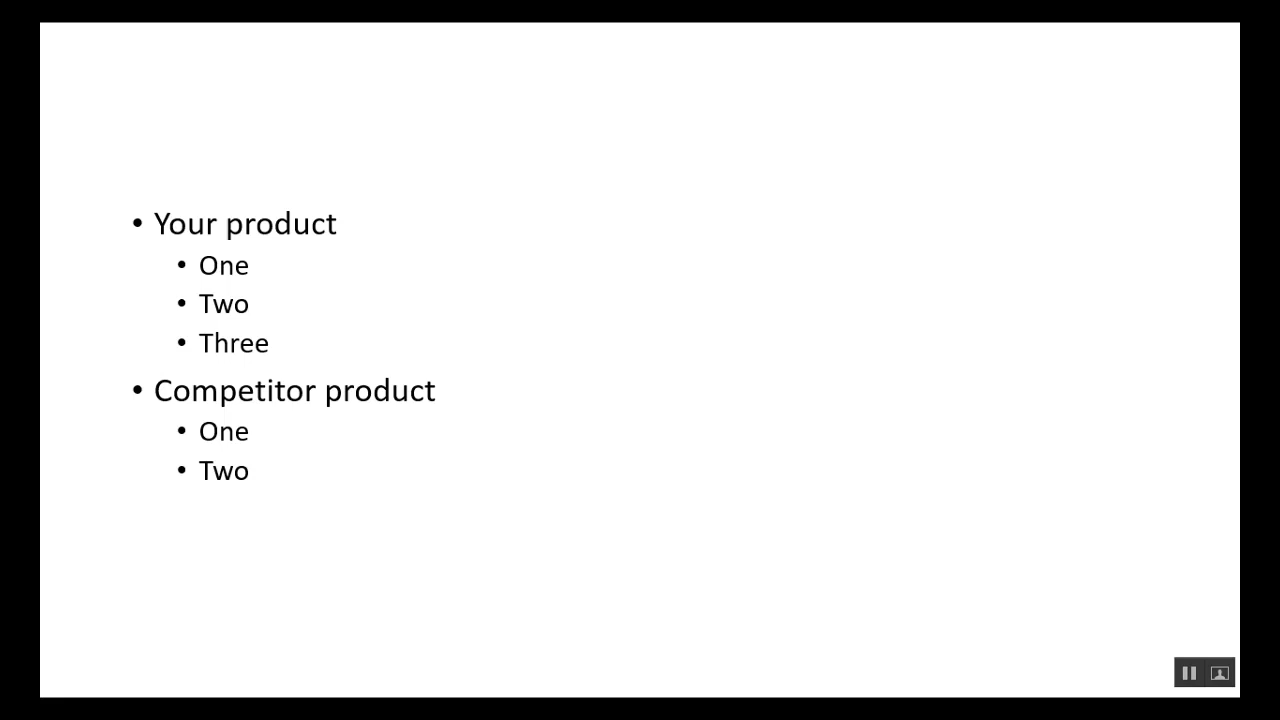 • Your product
• One
• Two
• Three
• Competitor product
• One
• Two